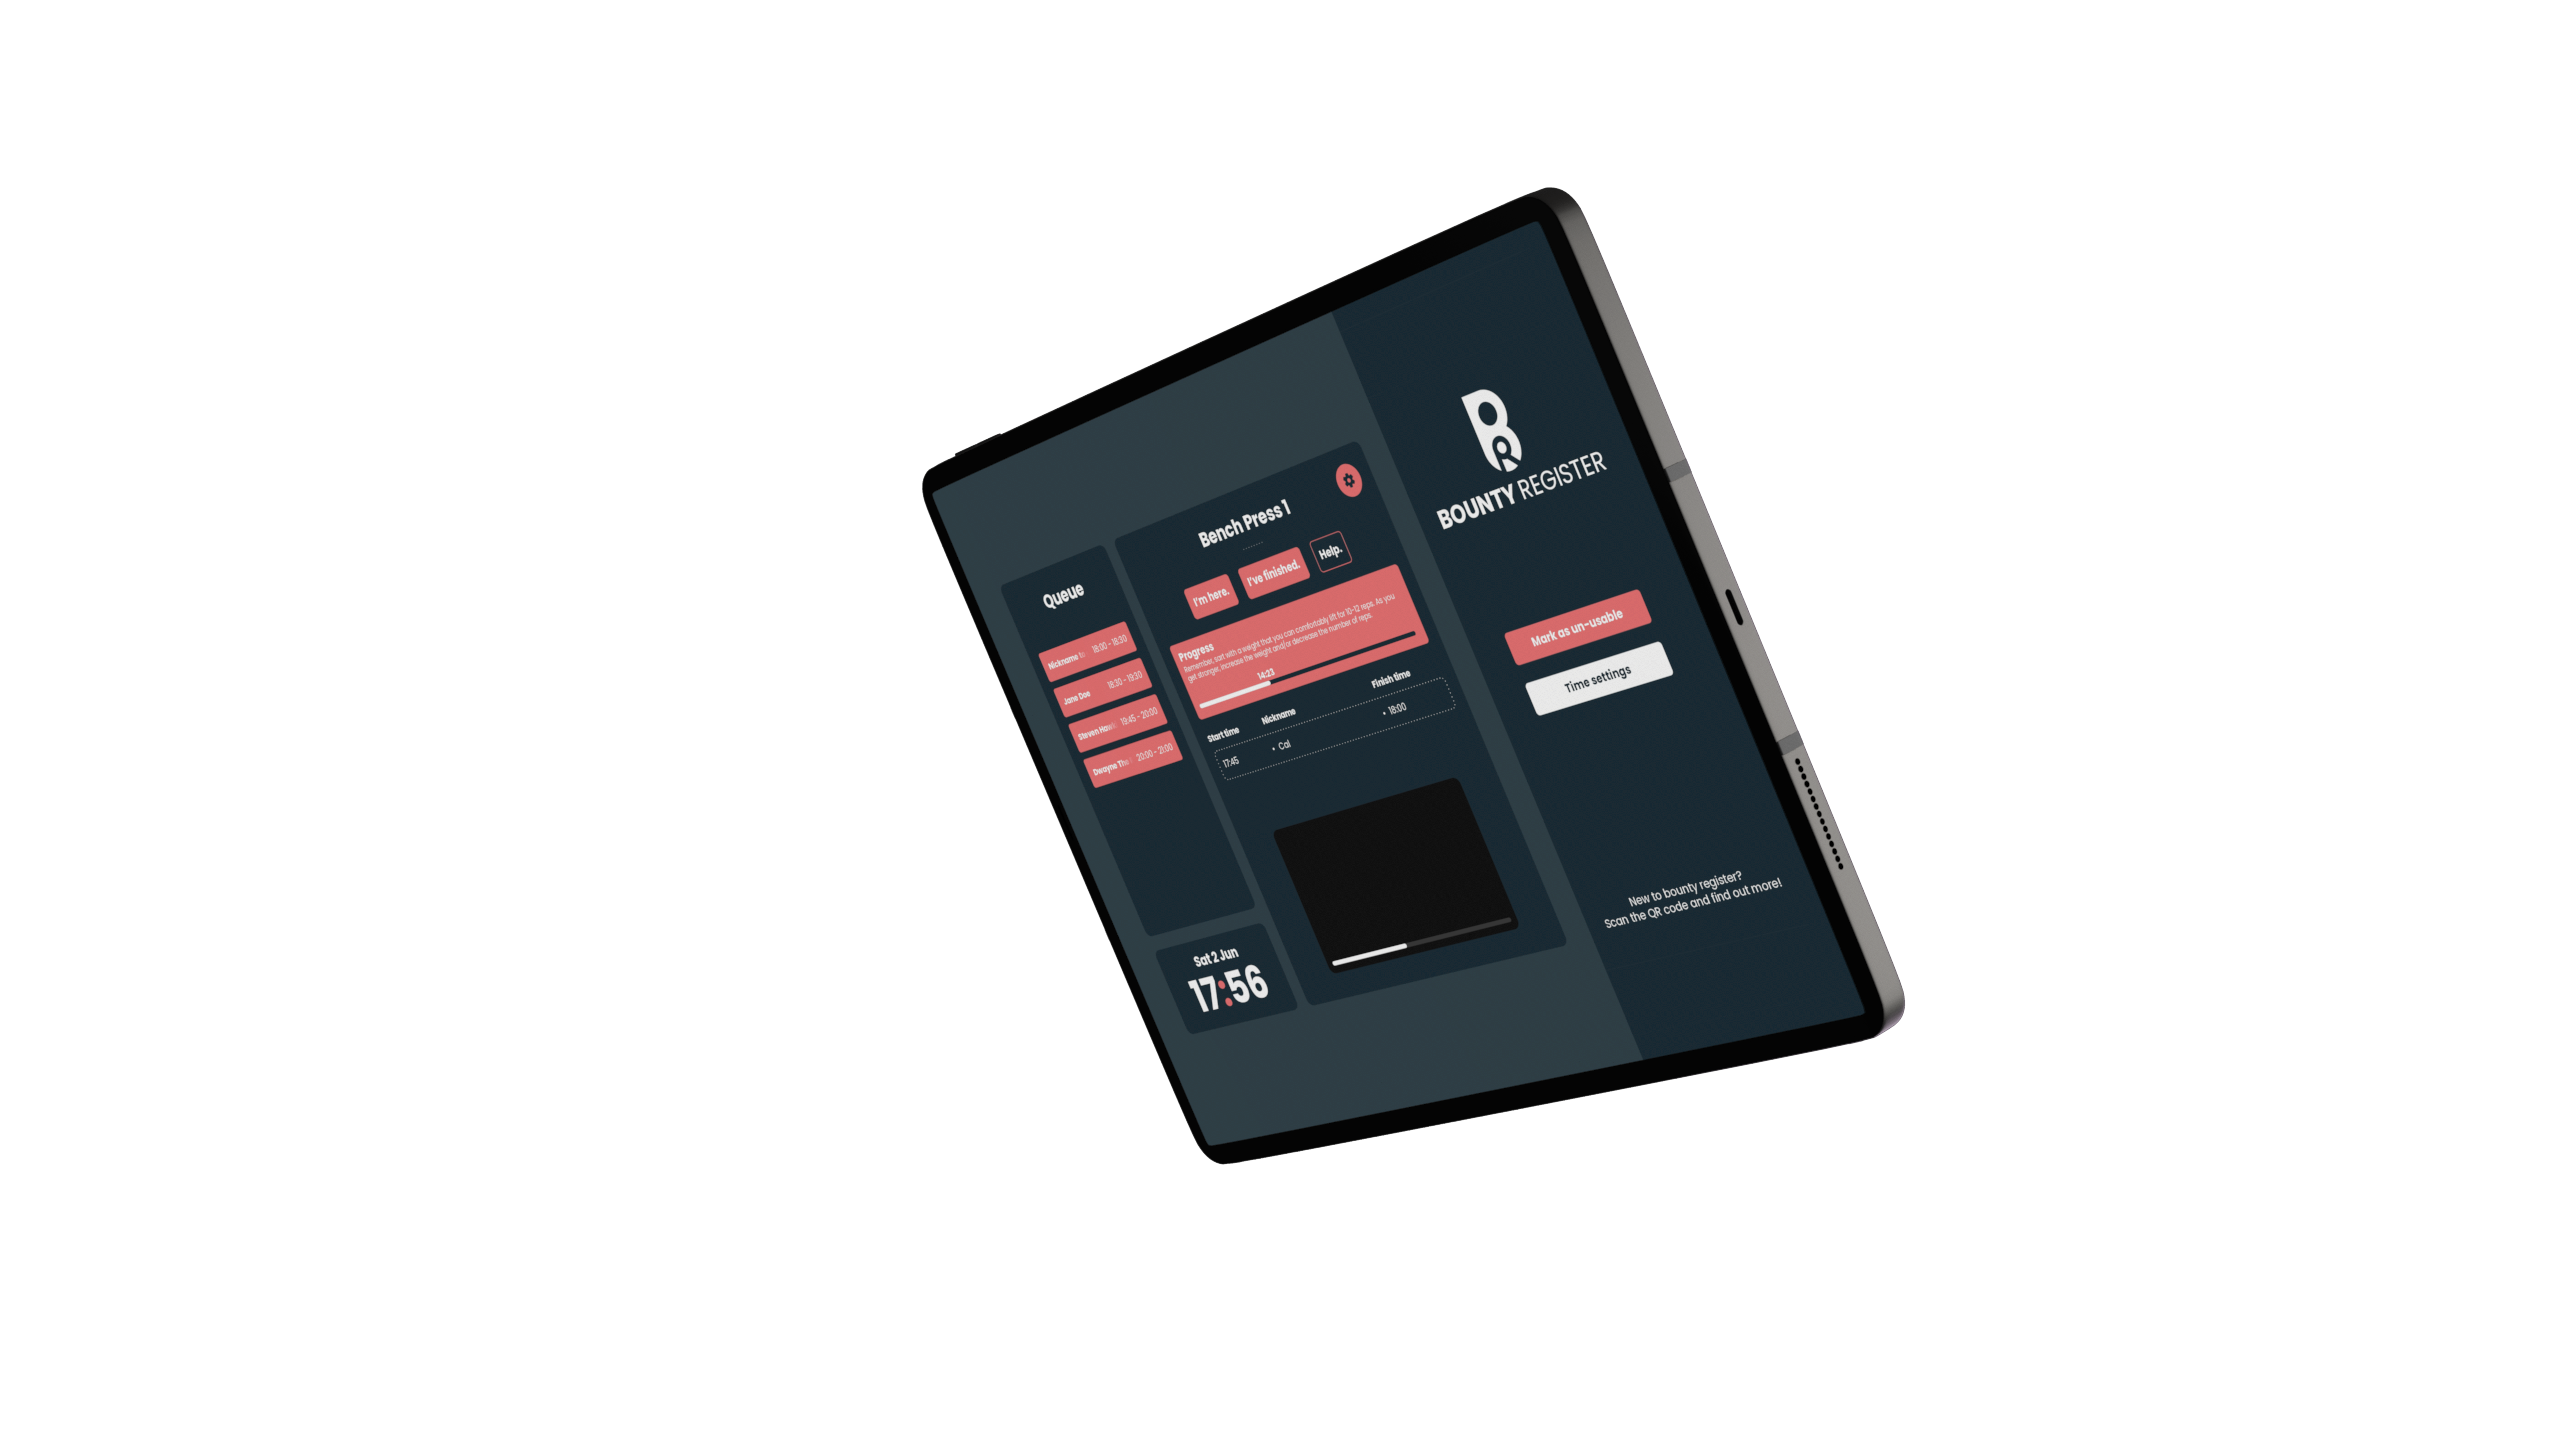 Queue
Nickname
18:00 - 18:30
Jane Doe
18:30 - 19:30
Steven Haw
19:45 - 20:00
Dwayne Th
20:00 - 21:00
Sat 2 Jun
17:56
Bench Press 1
I'm here.
I've finished.
Help.
Progress
Remember, sart with a weight that you can comfortably lift for 10-12 reps. As you
get stronger, increase the weight and/or decrease the number of reps.
14:23
Start time
Nickname
Finish time
17:45
• Cal
• 18:00
BR
BOUNTY REGISTER
Mark as un-usable
Time settings
New to bounty register?
Scan the QR code and find out more!